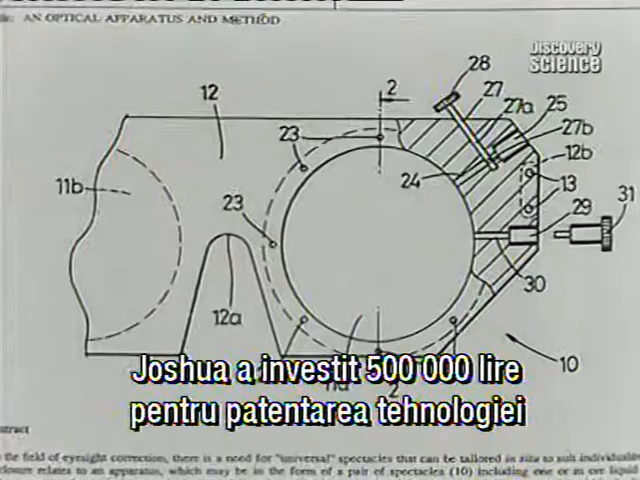 AN OPTICAL APPARATUS AND METHOD
Discovery
SCIENCE
28
2
27
12
27a
25
23
27b
12b
24
13
11b
23
29
31
30
12a
10
Joshua a investit 500 000 lire
2
pentru patentarea tehnologiei
the field of eyesight correction, there is a need for "universal" spectacles that can be tailored in situ to suit individual
relates to an apparatus, which may be in the form of a pair of spectacles (10) including one or
liquid